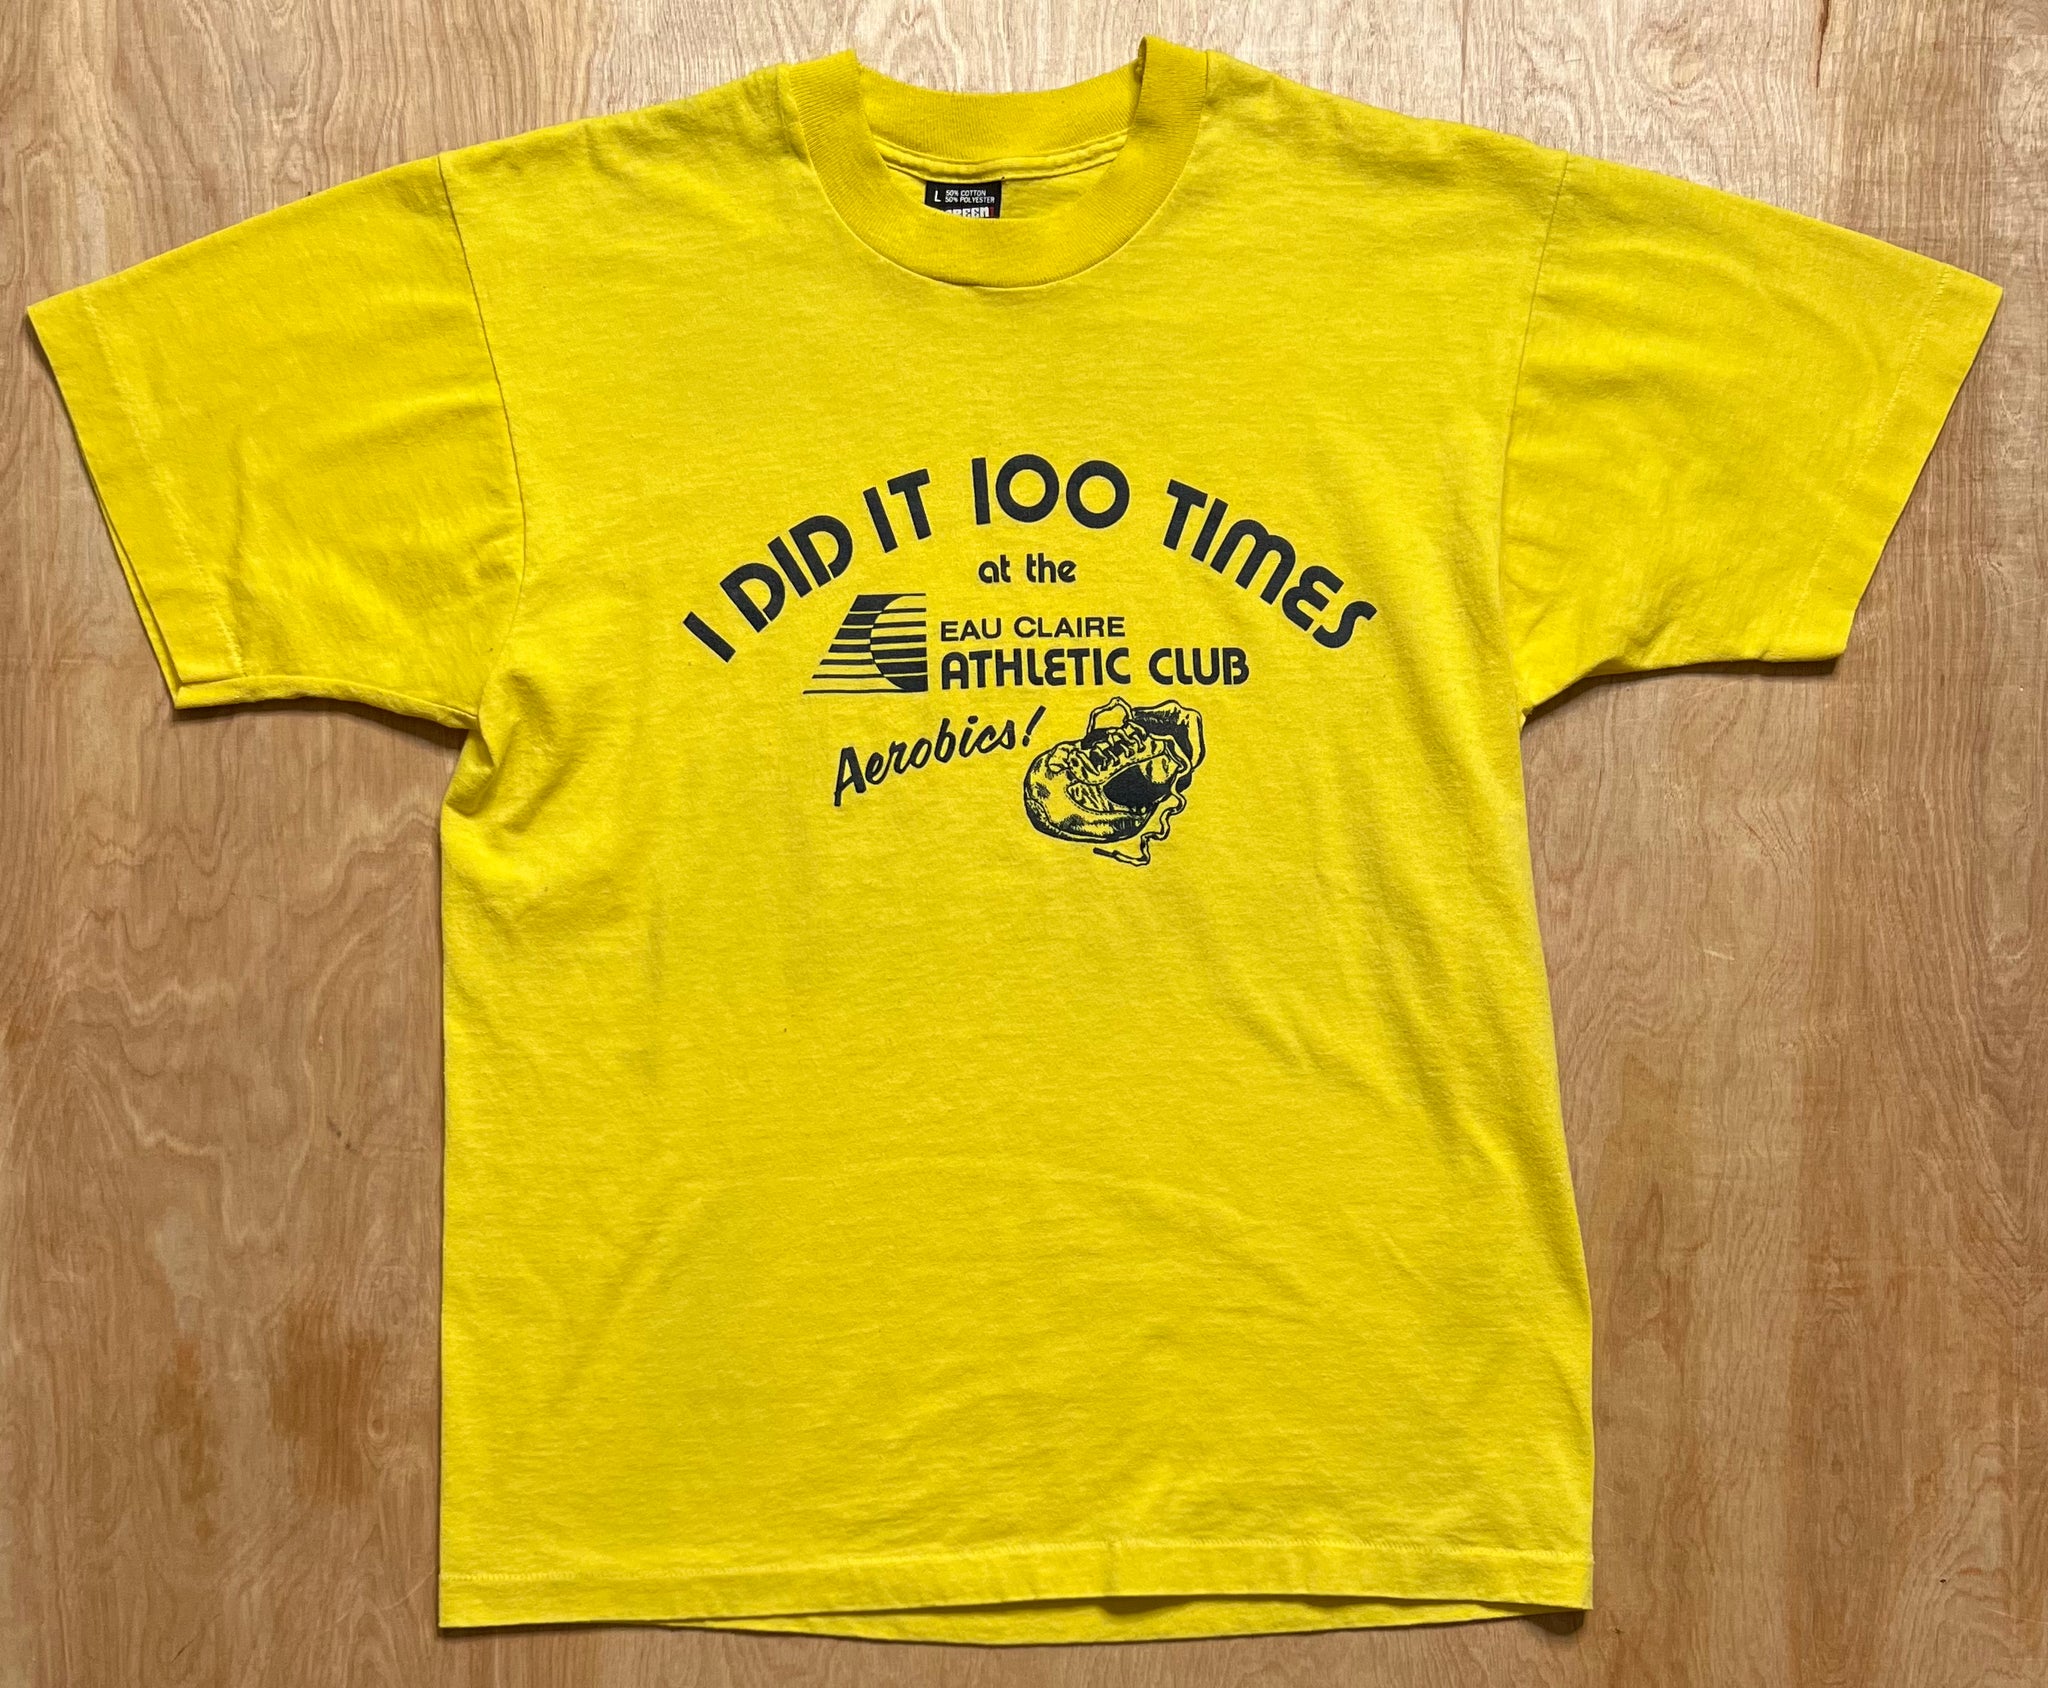 L 50% COTTON
50% POLYESTER
I DID IT 100 TIMES
at the
EAU CLAIRE
ATHLETIC CLUB
Aerobics!